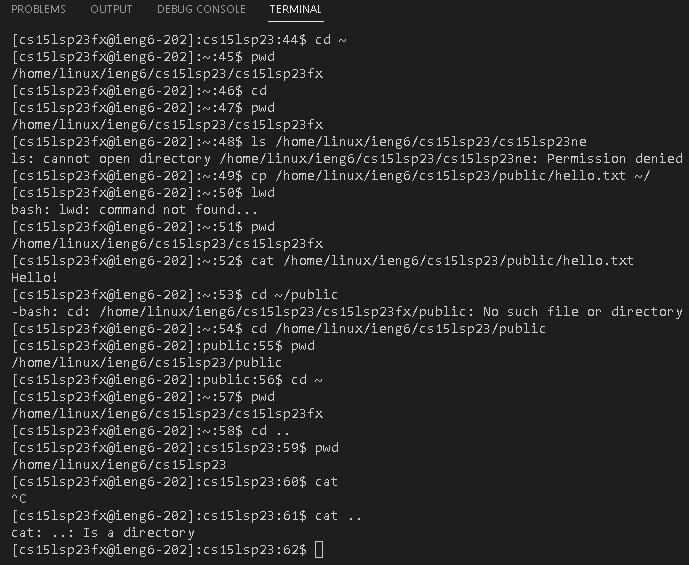 PROBLEMS OUTPUT DEBUG CONSOLE TERMINAL
[cs15lsp23fx@ieng6-202]:cs15lsp23:44$ cd ~
[cs15lsp23fx@ieng6-202]:~:45$ pwd
/home/linux/ieng6/cs15lsp23/cs15lsp23fx
[cs15lsp23fx@ieng6-202]:~:46$ cd
[cs15lsp23fx@ieng6-202]:~:47$ pwd
/home/linux/ieng6/cs15lsp23/cs15lsp23fx
[cs15lsp23fx@ieng6-202]:~:48$ ls /home/linux/ieng6/cs15lsp23/cs15lsp23ne
ls: cannot open directory /home/linux/ieng6/cs15lsp23/cs15lsp23ne: Permission denied
[cs15lsp23fx@ieng6-202]:~:49$ cp /home/linux/ieng6/cs15lsp23/public/hello.txt ~/
[cs15lsp23fx@ieng6-202]:~:50$ lwd
bash: lwd: command not found...
[cs15lsp23fx@ieng6-202]:~:51$ pwd
/home/linux/ieng6/cs15lsp23/cs15lsp23fx
[cs15lsp23fx@ieng6-202]:~:52$ cat /home/linux/ieng6/cs15lsp23/public/hello.txt
Hello!
[cs15lsp23fx@ieng6-202]:~:53$ cd ~/public
-bash: cd: /home/linux/ieng6/cs15lsp23/cs15lsp23fx/public: No such file or directory
[cs15lsp23fx@ieng6-202]:~:54$ cd /home/linux/ieng6/cs15lsp23/public
[cs15lsp23fx@ieng6-202]:public:55$ pwd
/home/linux/ieng6/cs15lsp23/public
[cs15lsp23fx@ieng6-202]:public:56$ cd ~
[cs15lsp23fx@ieng6-202]:~:57$ pwd
/home/linux/ieng6/cs15lsp23/cs15lsp23fx
[cs15lsp23fx@ieng6-202]:~:58$ cd ..
[cs15lsp23fx@ieng6-202]:cs15lsp23:59$ pwd
/home/linux/ieng6/cs15lsp23
[cs15lsp23fx@ieng6-202]:cs15lsp23:60$ cat
^C
[cs15lsp23fx@ieng6-202]:cs15lsp23:61$ cat ..
cat: ..: Is a directory
[cs15lsp23fx@ieng6-202]:cs15lsp23:62$